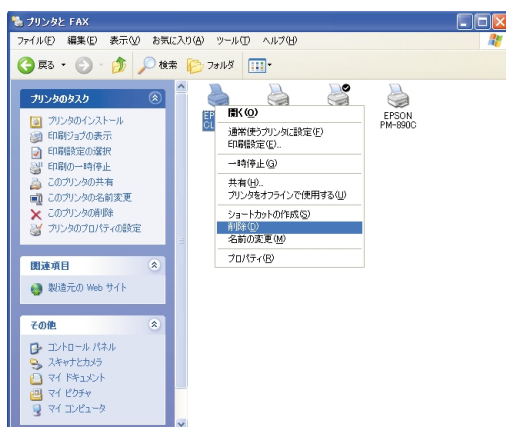 プリンタと FAX
ファイル(F) 編集(E) 表示(V) お気に入り(A) ツール(T) ヘルプ(H)
戻る 検索 フォルダ
プリンタのタスク
プリンタのインストール
印刷ジョブの表示
印刷設定の選択
印刷の一時停止
このプリンタの共有
このプリンタの名前変更
このプリンタの削除
プリンタのプロパティの設定
関連項目
製造元の Web サイト
その他
コントロール パネル
スキャナとカメラ
マイ ドキュメント
マイ ピクチャ
マイ コンピュータ
EP
CL
開く(O)
通常使うプリンタに設定(F)
印刷設定(E)...
一時停止(G)
共有(H)...
プリンタをオフラインで使用する(U)
ショートカットの作成(S)
削除(D)
名前の変更(M)
プロパティ(R)
EPSON
PM-890C